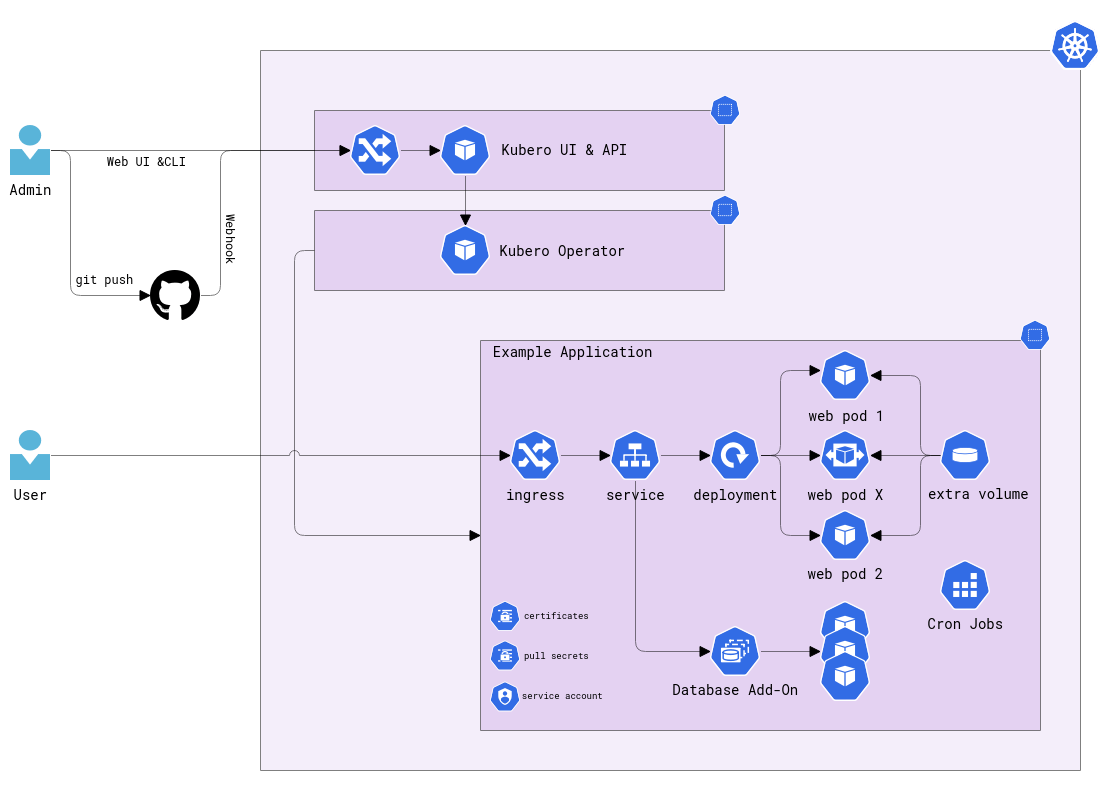 Kubero UI & API
Web UI &CLI
Admin
Webhook
Kubero Operator
git push
Example Application
web pod 1
User
ingress
service
deployment
web pod X
extra volume
web pod 2
certificates
Cron Jobs
pull secrets
Database Add-On
service account